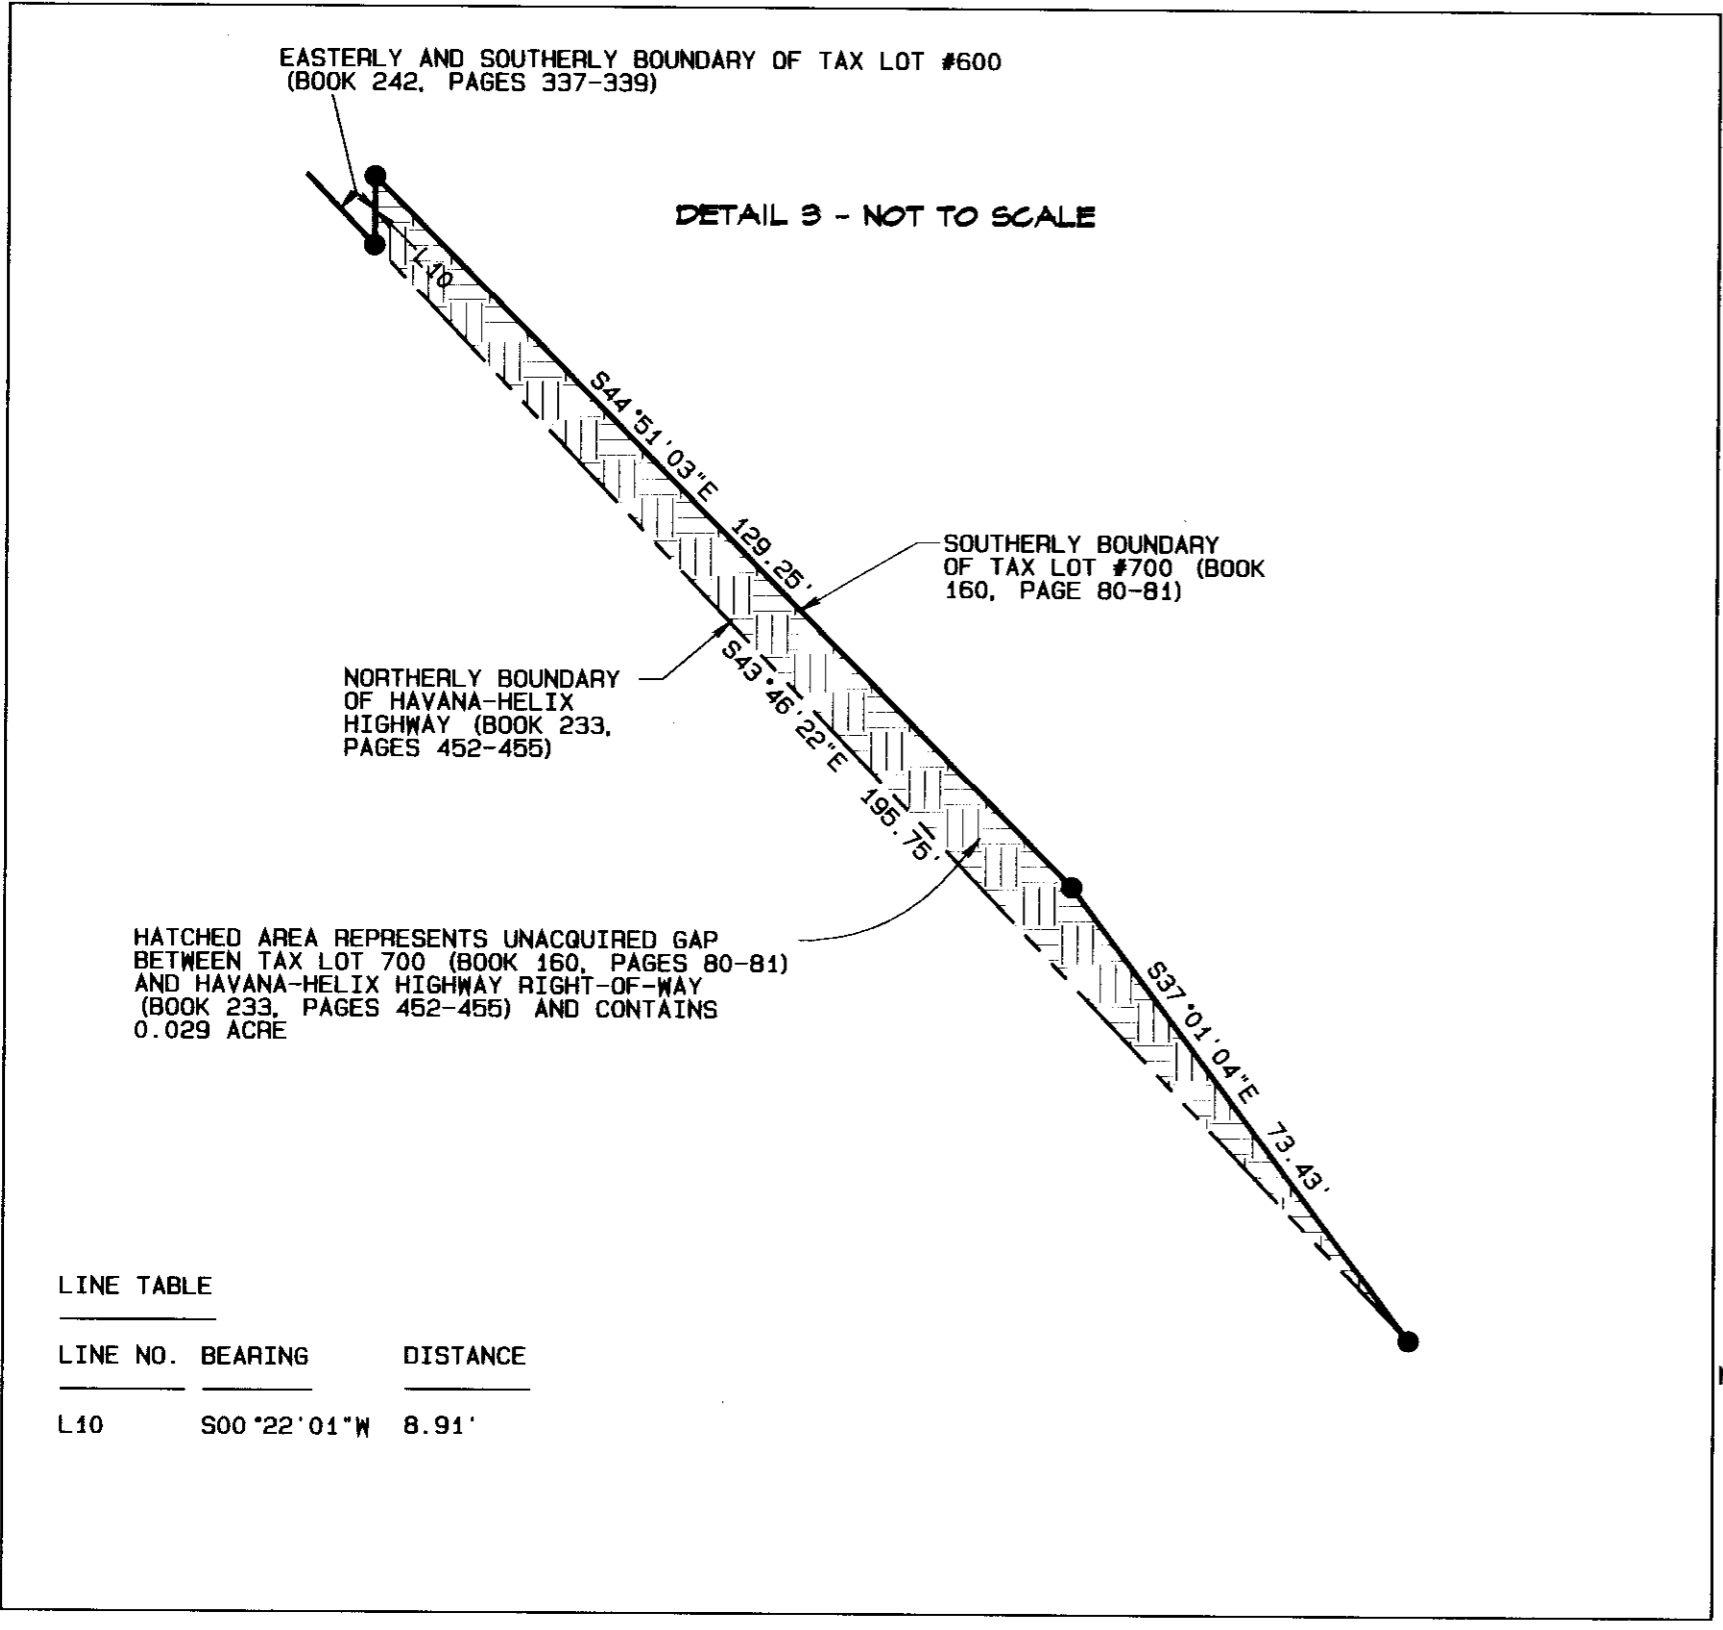 EASTERLY AND SOUTHERLY BOUNDARY OF TAX LOT #600
(BOOK 242, PAGES 337-339)
DETAIL 3 - NOT TO SCALE
L10
S44°51'03"E 129.25'
SOUTHERLY BOUNDARY
OF TAX LOT #700 (BOOK
160, PAGE 80-81)
NORTHERLY BOUNDARY
OF HAVANA-HELIX
HIGHWAY (BOOK 233,
PAGES 452-455)
S43°46'22"E 195.75'
HATCHED AREA REPRESENTS UNACQUIRED GAP
BETWEEN TAX LOT 700 (BOOK 160, PAGES 80-81)
AND HAVANA-HELIX HIGHWAY RIGHT-OF-WAY
(BOOK 233, PAGES 452-455) AND CONTAINS
0.029 ACRE
S37°01'04"E 73.43'
LINE TABLE
LINE NO. BEARING DISTANCE
L10 S00°22'01"W 8.91'